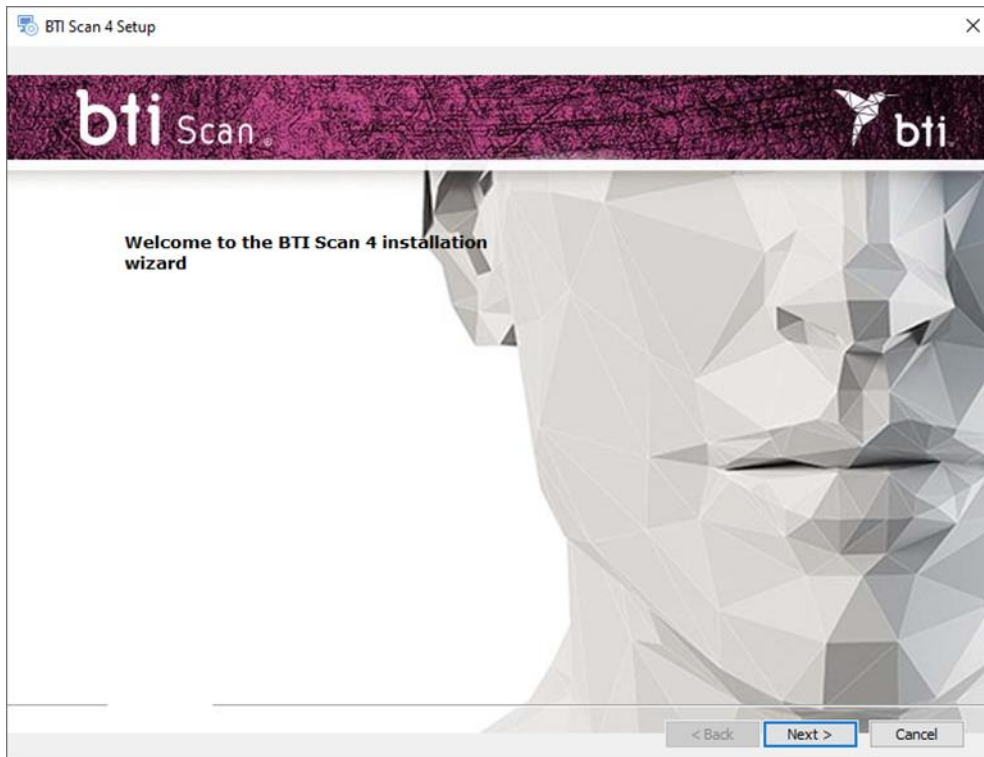 BTI Scan 4 Setup
bti Scan®
bti
Welcome to the BTI Scan 4 installation
wizard
< Back
Next >
Cancel